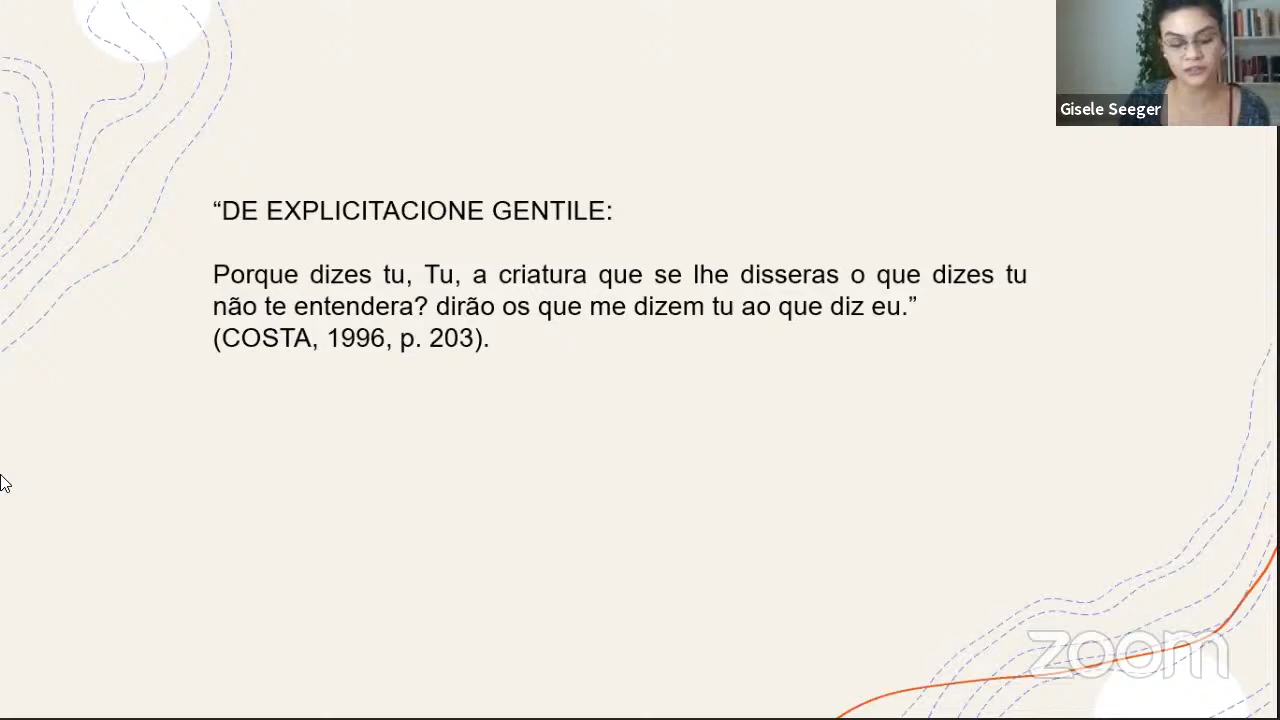 Gisele Seeger
“DE EXPLICITACIONE GENTILE:
Porque dizes tu, Tu, a criatura que se lhe disseras o que dizes tu
não te entendera? dirão os que me dizem tu ao que diz eu.”
(COSTA, 1996, p. 203).
zoom